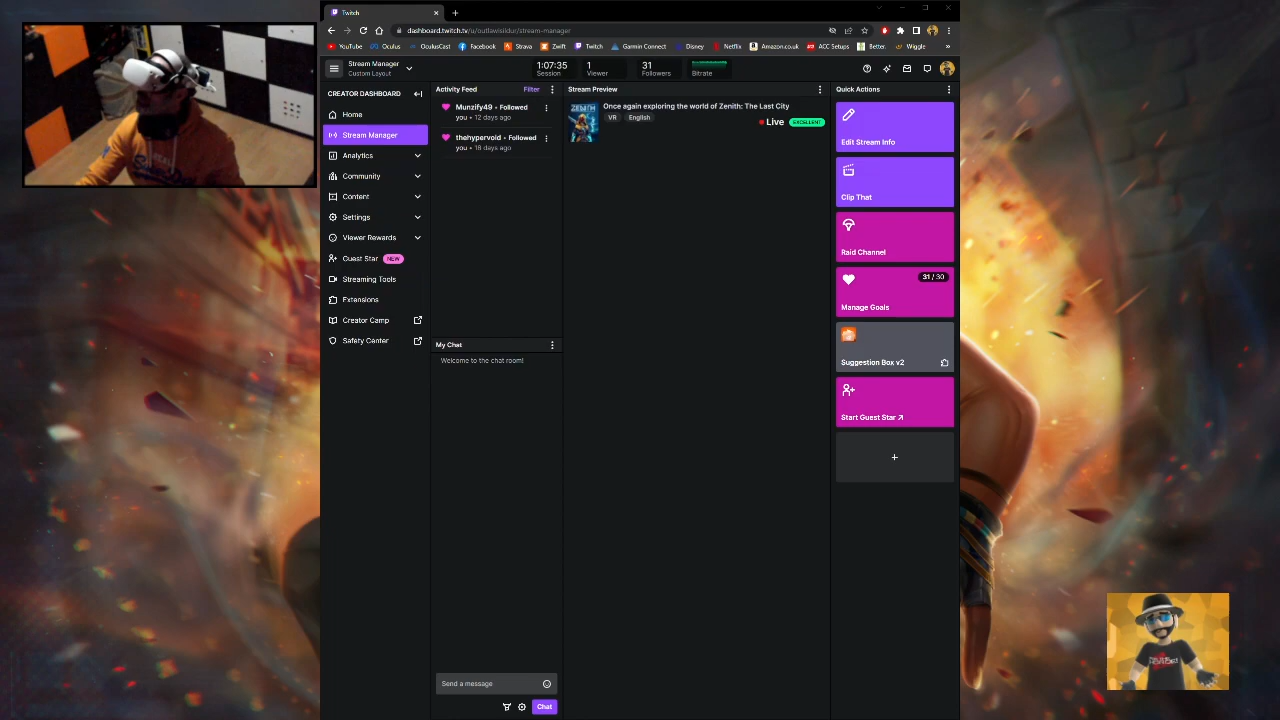 Twitch
dashboard.twitch.tv/u/outlawisildur/stream-manager
YouTube Oculus OculusCast Facebook Strava Zwift Twitch Garmin Connect Disney Netflix Amazon.co.uk ACC Setups Better. Wiggle »
Stream Manager
Custom Layout
1:07:35
Session
1
Viewer
31
Followers
Bitrate
CREATOR DASHBOARD
Home
Stream Manager
Analytics
Community
Content
Settings
Viewer Rewards
Guest Star NEW
Streaming Tools
Extensions
Creator Camp
Safety Center
Activity Feed Filter
Munzify49 • Followed
you • 12 days ago
thehypervoid • Followed
you • 18 days ago
My Chat
Welcome to the chat room!
Send a message
Chat
Stream Preview
ZENITH
Once again exploring the world of Zenith: The Last City
VR English
Live EXCELLENT
Quick Actions
Edit Stream Info
Clip That
Raid Channel
31 / 30
Manage Goals
Suggestion Box v2
Start Guest Star
+